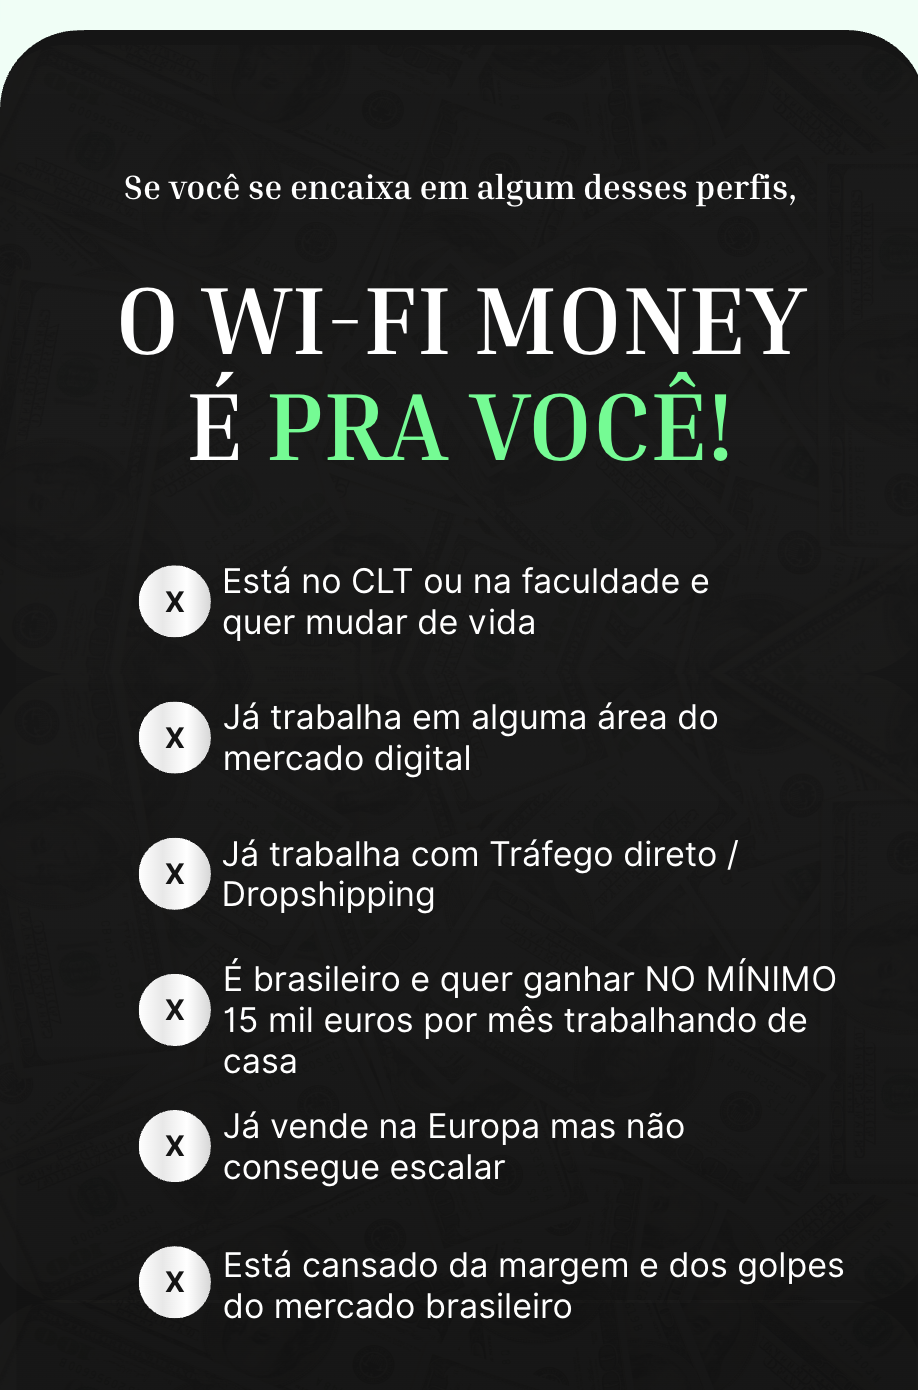 Se você se encaixa em algum desses perfis,
O WI-FI MONEY
É PRA VOCÊ!
X Está no CLT ou na faculdade e
quer mudar de vida
X Já trabalha em alguma área do
mercado digital
X Já trabalha com Tráfego direto /
Dropshipping
X É brasileiro e quer ganhar NO MÍNIMO
15 mil euros por mês trabalhando de
casa
X Já vende na Europa mas não
consegue escalar
X Está cansado da margem e dos golpes
do mercado brasileiro